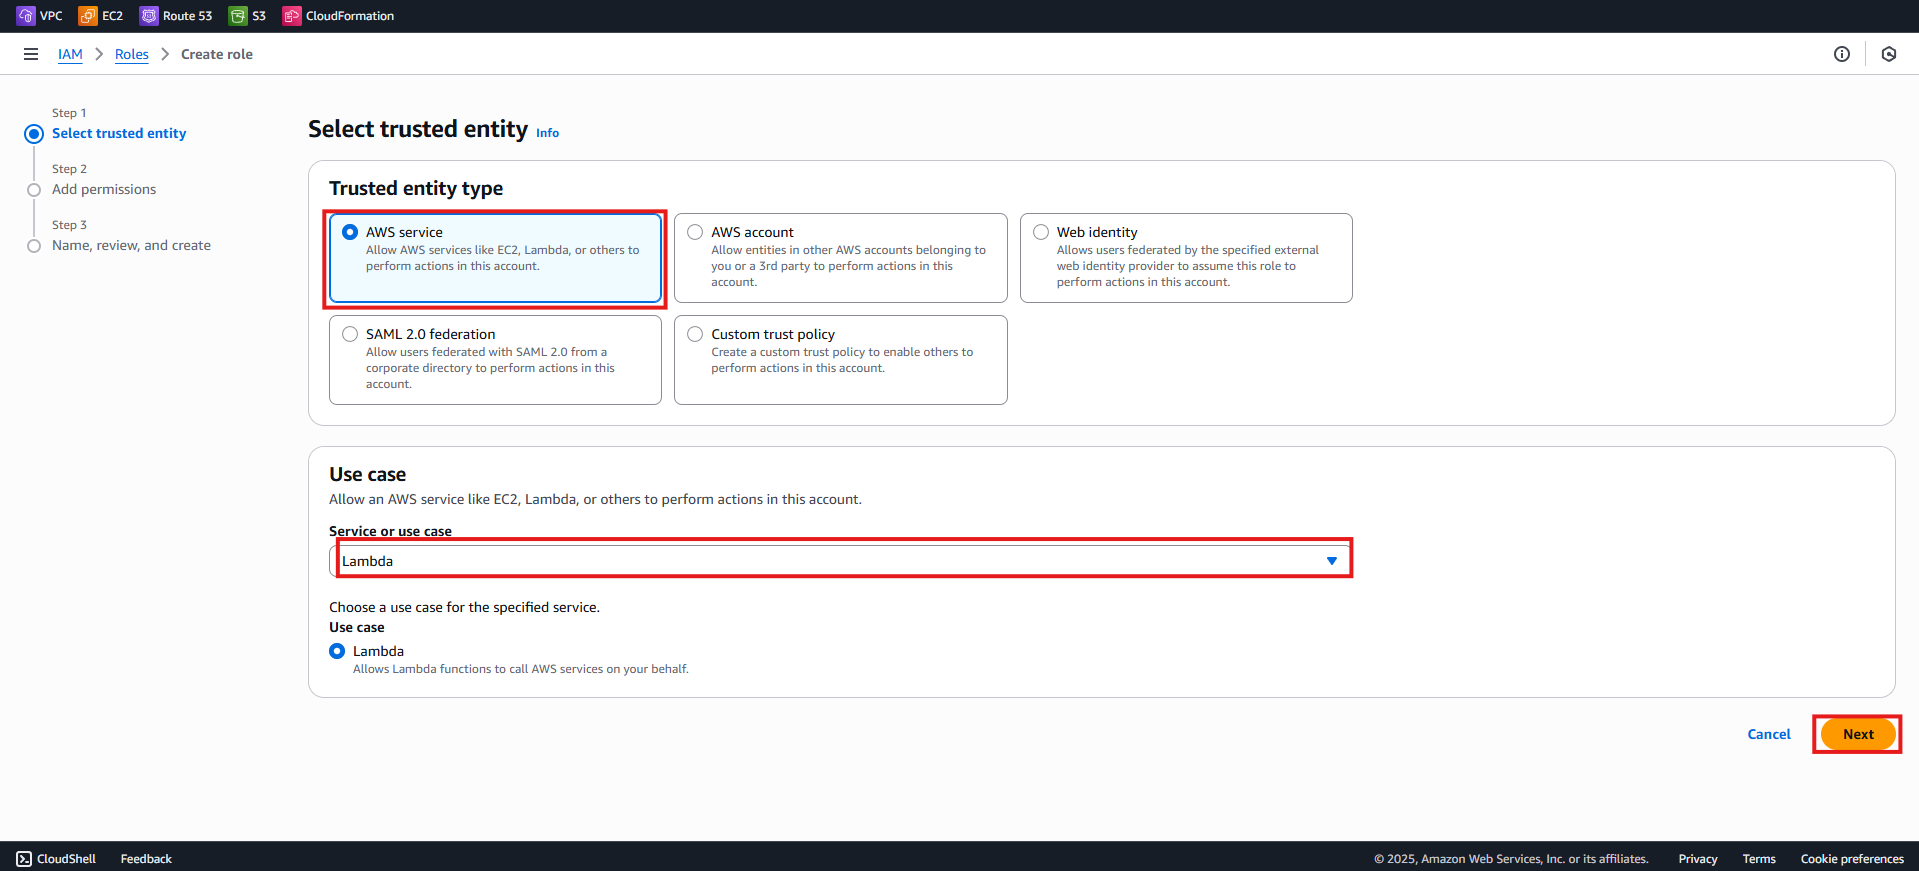 VPC EC2 Route 53 S3 CloudFormation
IAM Roles Create role
Step 1
Select trusted entity
Step 2
Add permissions
Step 3
Name, review, and create
Select trusted entity Info
Trusted entity type
AWS service
Allow AWS services like EC2, Lambda, or others to
perform actions in this account.
AWS account
Allow entities in other AWS accounts belonging to
you or a 3rd party to perform actions in this
account.
Web identity
Allows users federated by the specified external
web identity provider to assume this role to
perform actions in this account.
SAML 2.0 federation
Allow users federated with SAML 2.0 from a
corporate directory to perform actions in this
account.
Custom trust policy
Create a custom trust policy to enable others to
perform actions in this account.
Use case
Allow an AWS service like EC2, Lambda, or others to perform actions in this account.
Service or use case
Lambda
Choose a use case for the specified service.
Use case
Lambda
Allows Lambda functions to call AWS services on your behalf.
Cancel Next
CloudShell Feedback © 2025, Amazon Web Services, Inc. or its affiliates. Privacy Terms Cookie preferences